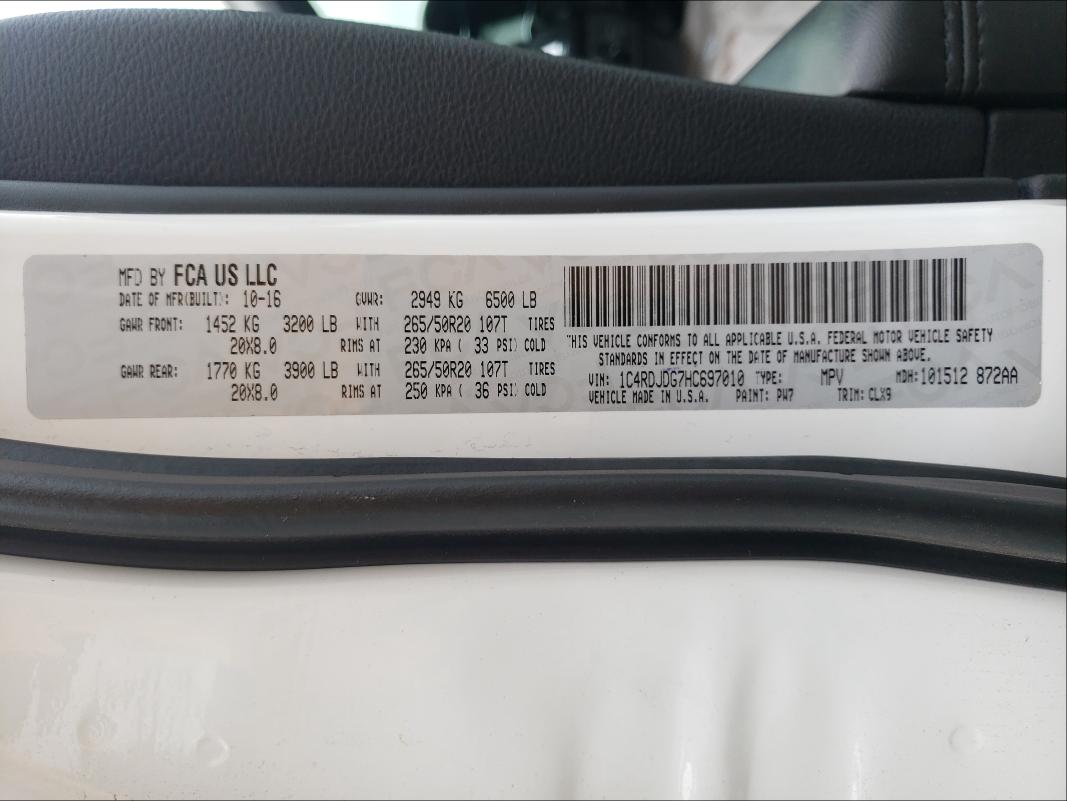 MFD BY FCA US LLC
DATE OF MFR(BUILT): 10-16 GVWR: 2949 KG 6500 LB
GAWR FRONT: 1452 KG 3200 LB WITH 265/50R20 107T TIRES
20X8.0 RIMS AT 230 KPA ( 33 PSI) COLD
GAWR REAR: 1770 KG 3900 LB WITH 265/50R20 107T TIRES
20X8.0 RIMS AT 250 KPA ( 36 PSI) COLD
THIS VEHICLE CONFORMS TO ALL APPLICABLE U.S.A. FEDERAL MOTOR VEHICLE SAFETY
STANDARDS IN EFFECT ON THE DATE OF MANUFACTURE SHOWN ABOVE.
VIN: 1C4RDJDG7HC697010 TYPE: MPV MDH:101512 872AA
VEHICLE MADE IN U.S.A. PAINT: PW7 TRIM: CLX9